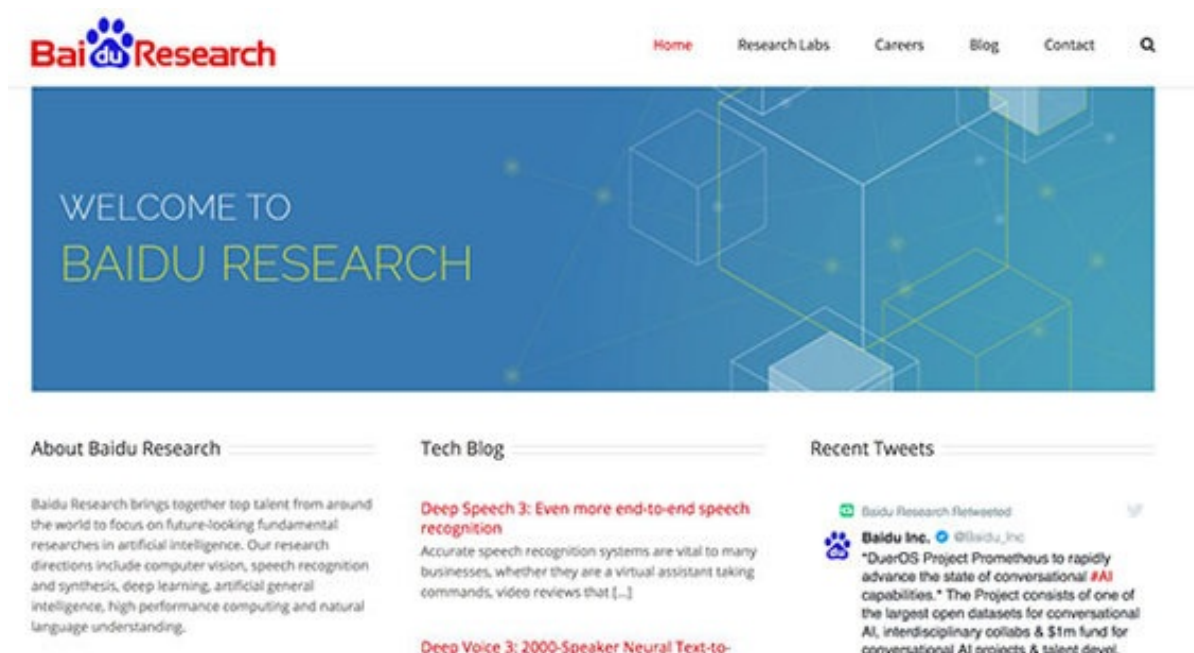 Baidu Research
Home Research Labs Careers Blog Contact
WELCOME TO
BAIDU RESEARCH
About Baidu Research
Baidu Research brings together top talent from around
the world to focus on future-looking fundamental
researches in artificial intelligence. Our research
directions include computer vision, speech recognition
and synthesis, deep learning, artificial general
intelligence, high performance computing and natural
language understanding.
Tech Blog
Deep Speech 3: Even more end-to-end speech
recognition
Accurate speech recognition systems are vital to many
businesses, whether they are a virtual assistant taking
commands, video reviews that [...]
Deep Voice 3: 2000-Speaker Neural Text-to-
Recent Tweets
Baidu Research Retweeted
Baidu Inc. @Baidu_Inc
"DuerOS Project Prometheus to rapidly
advance the state of conversational #AI
capabilities." The Project consists of one of
the largest open datasets for conversational
AI, interdisciplinary collabs & $1m fund for
conversational AI projects & talent devel.